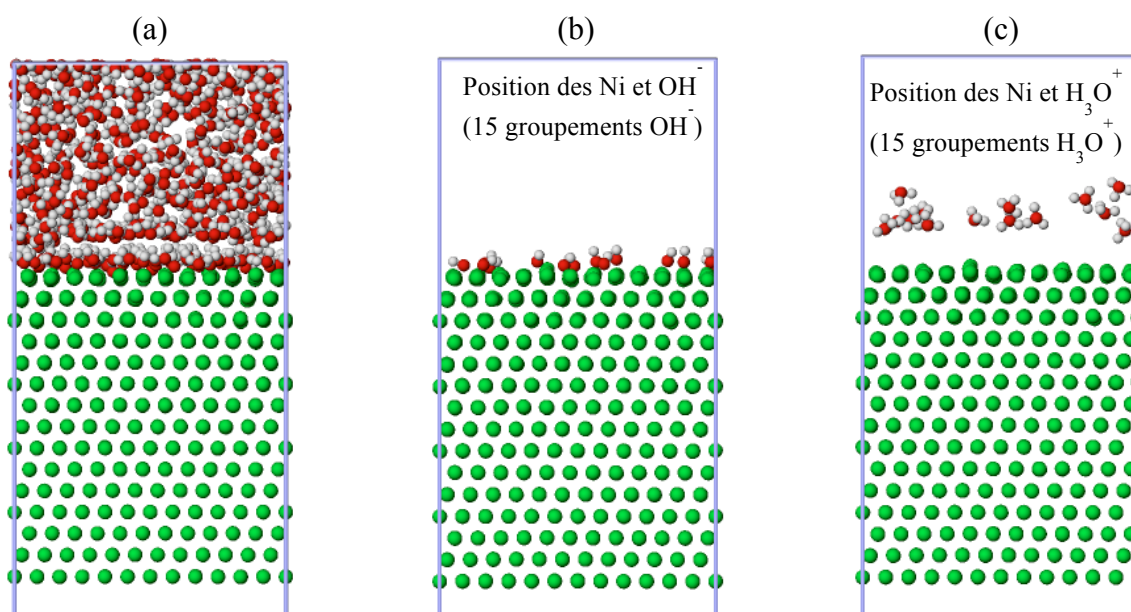 (a)
(b)
(c)
Position des Ni et OH⁻
(15 groupements OH⁻)
Position des Ni et H₃O⁺
(15 groupements H₃O⁺)